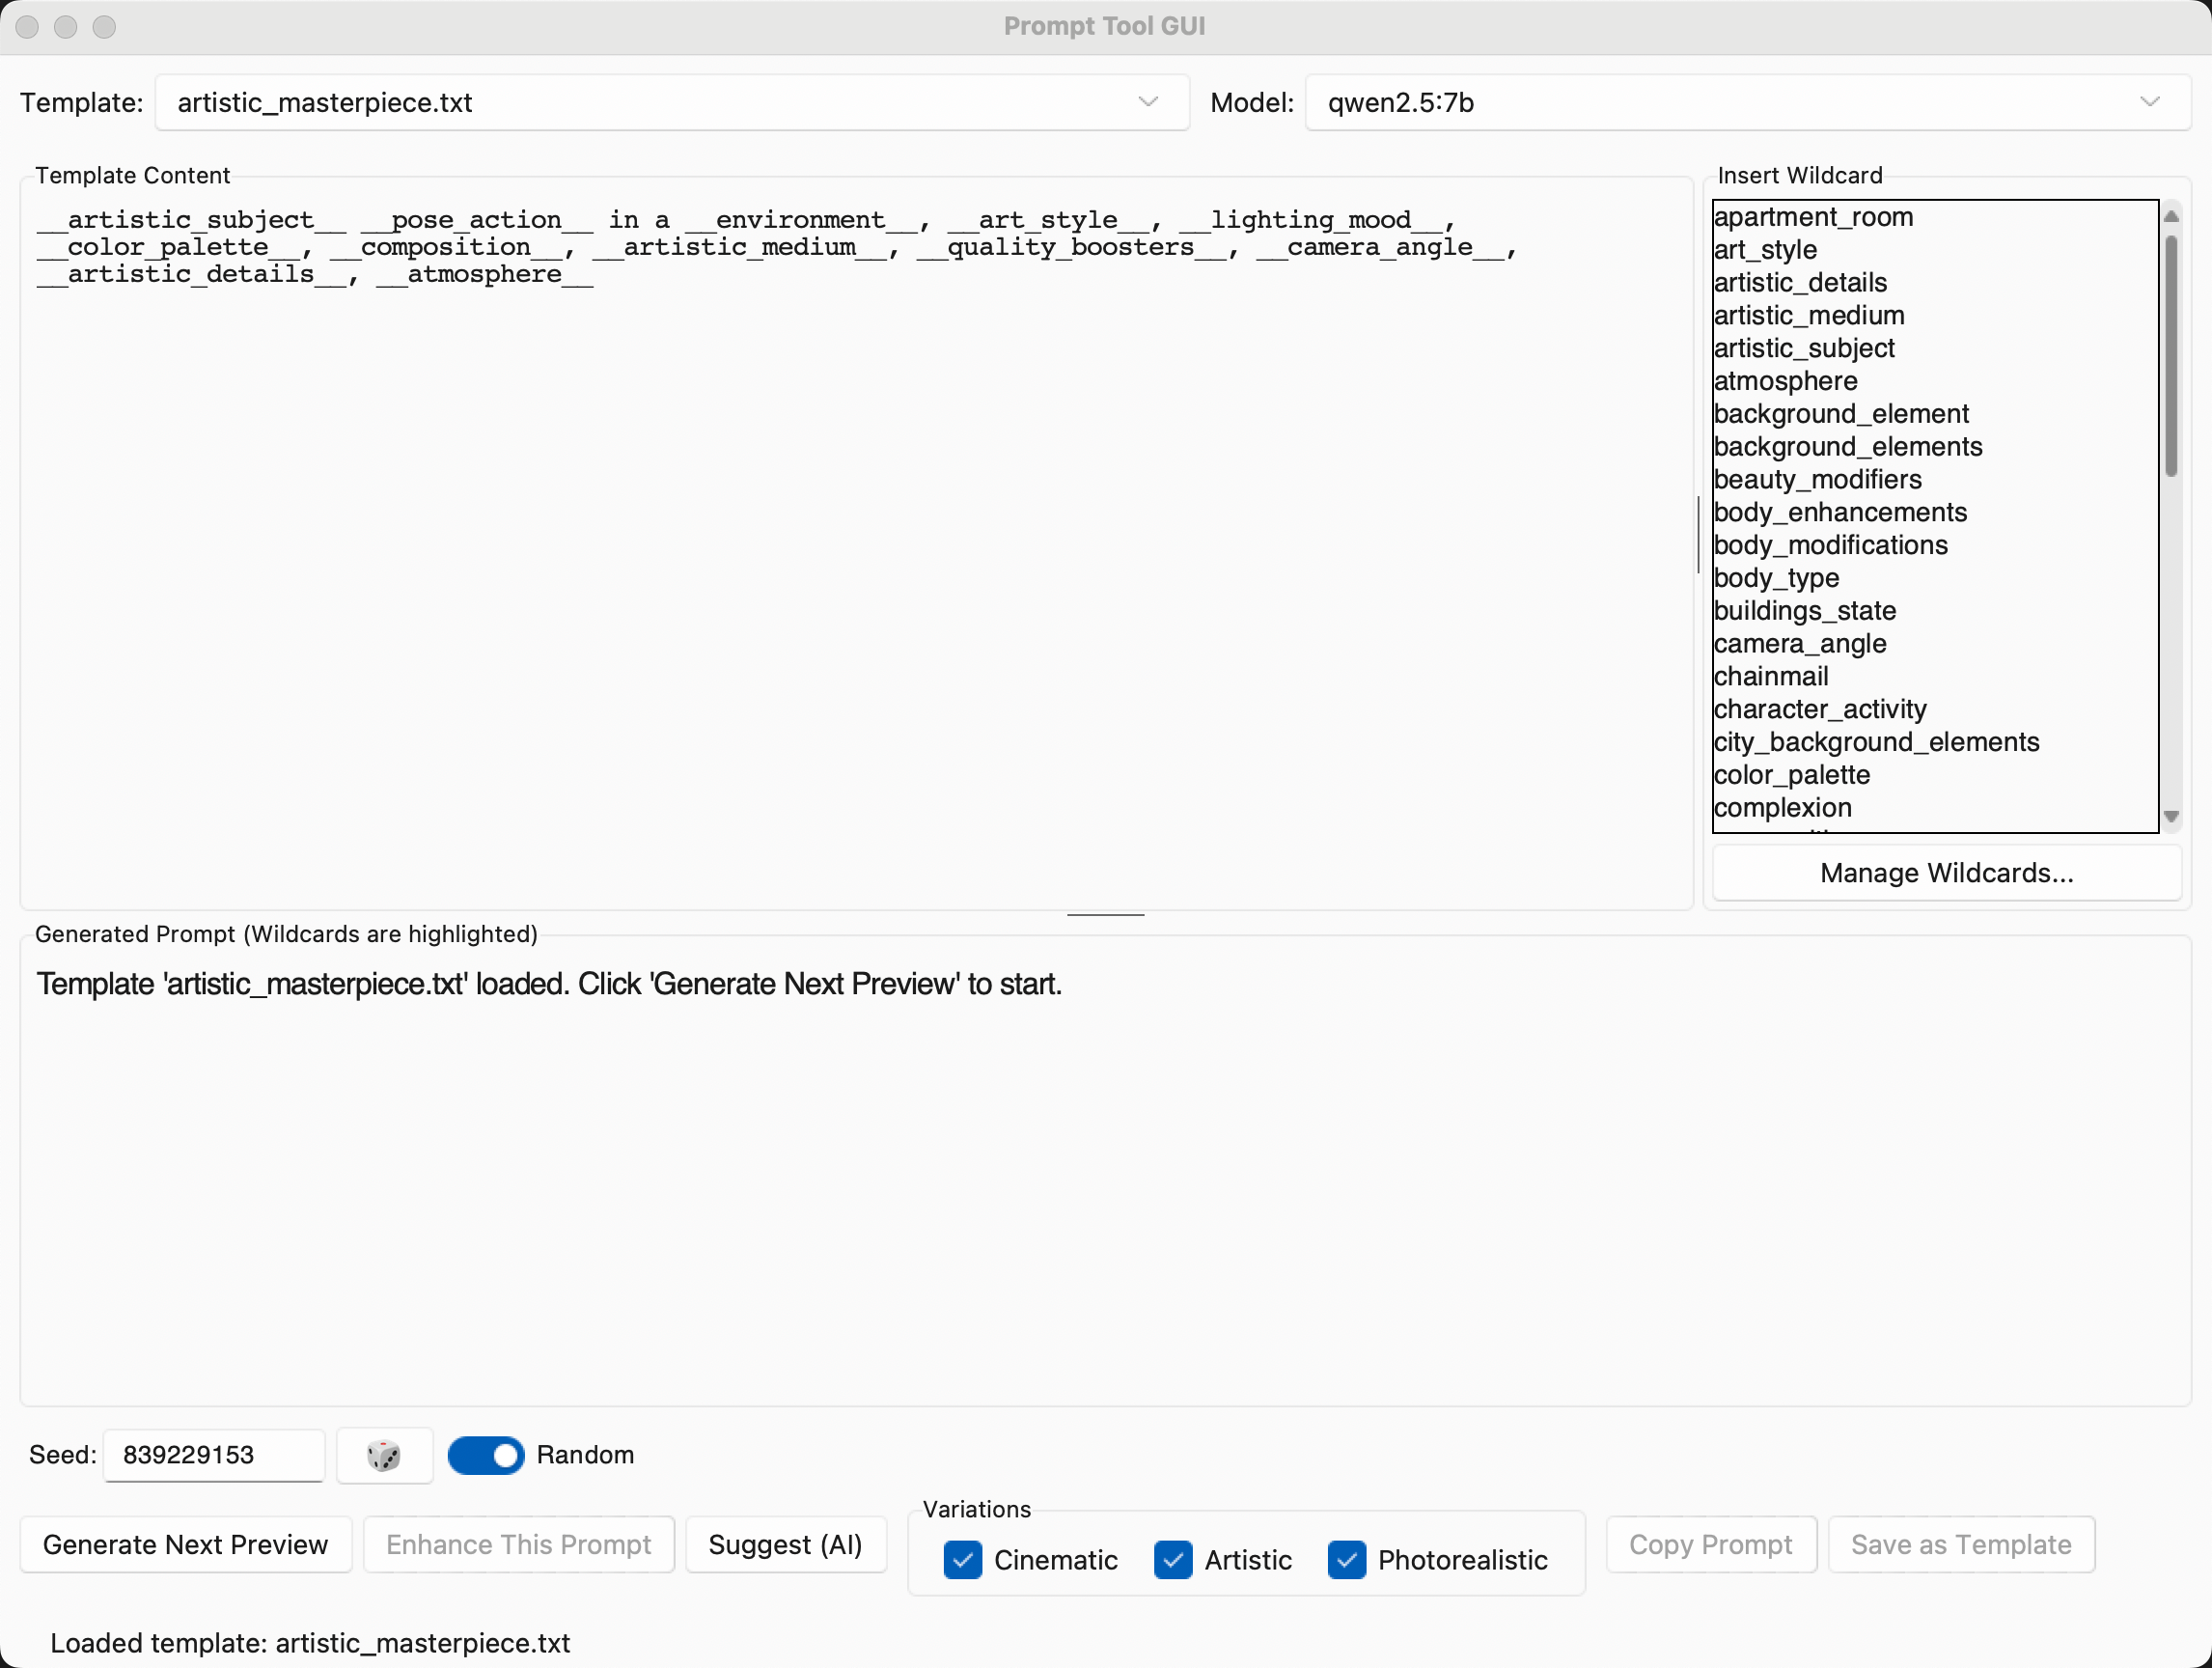 Prompt Tool GUI
Template: artistic_masterpiece.txt Model: qwen2.5:7b
Template Content
__artistic_subject__ __pose_action__ in a __environment__, __art_style__, __lighting_mood__,
__color_palette__, __composition__, __artistic_medium__, __quality_boosters__, __camera_angle__,
__artistic_details__, __atmosphere__
Insert Wildcard
apartment_room
art_style
artistic_details
artistic_medium
artistic_subject
atmosphere
background_element
background_elements
beauty_modifiers
body_enhancements
body_modifications
body_type
buildings_state
camera_angle
chainmail
character_activity
city_background_elements
color_palette
complexion
Manage Wildcards...
Generated Prompt (Wildcards are highlighted)
Template 'artistic_masterpiece.txt' loaded. Click 'Generate Next Preview' to start.
Seed: 839229153 Random
Generate Next Preview Enhance This Prompt Suggest (AI)
Variations
Cinematic Artistic Photorealistic
Copy Prompt Save as Template
Loaded template: artistic_masterpiece.txt